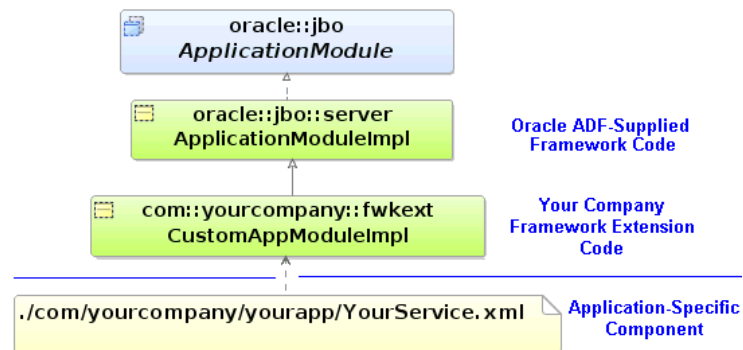 oracle::jbo
ApplicationModule
oracle::jbo::server
ApplicationModuleImpl
Oracle ADF-Supplied
Framework Code
com::yourcompany::fwkext
CustomAppModuleImpl
Your Company
Framework Extension
Code
./com/yourcompany/yourapp/YourService.xml
Application-Specific
Component